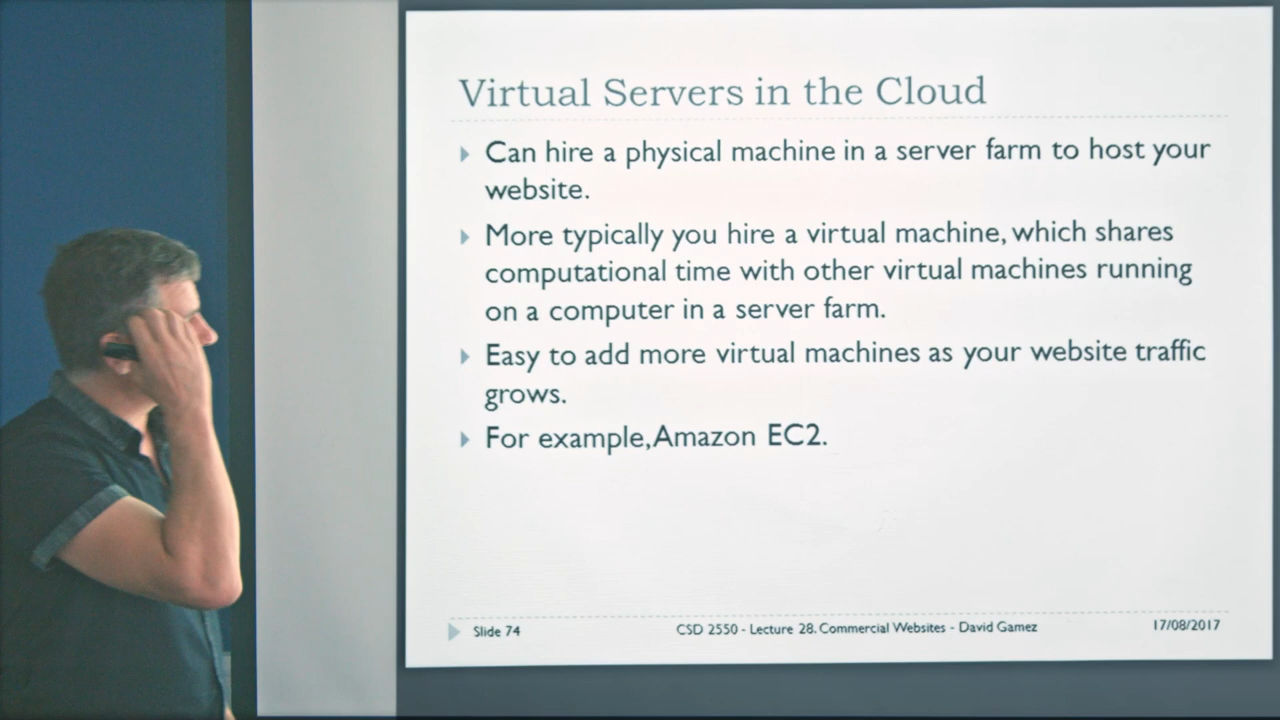 Virtual Servers in the Cloud
Can hire a physical machine in a server farm to host your
website.
More typically you hire a virtual machine, which shares
computational time with other virtual machines running
on a computer in a server farm.
Easy to add more virtual machines as your website traffic
grows.
For example, Amazon EC2.
Slide 74
CSD 2550 - Lecture 28. Commercial Websites - David Gamez
17/08/2017